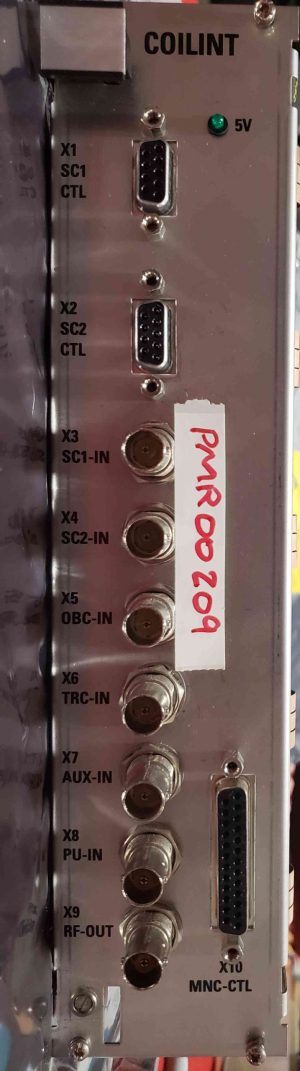 COILINT
5V
X1
SC1
CTL
X2
SC2
CTL
X3
SC1-IN
X4
SC2-IN
PMR00209
X5
OBC-IN
X6
TRC-IN
X7
AUX-IN
X8
PU-IN
X9
RF-OUT
X10
MNC-CTL